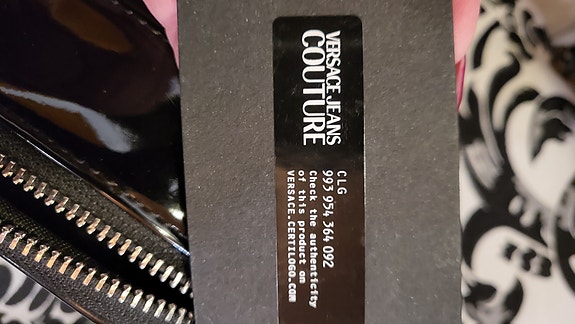 VERSACE JEANS
COUTURE
CLG
993 954 364 092
Check the authenticity
of this product on
VERSACE.CERTILOGO.COM